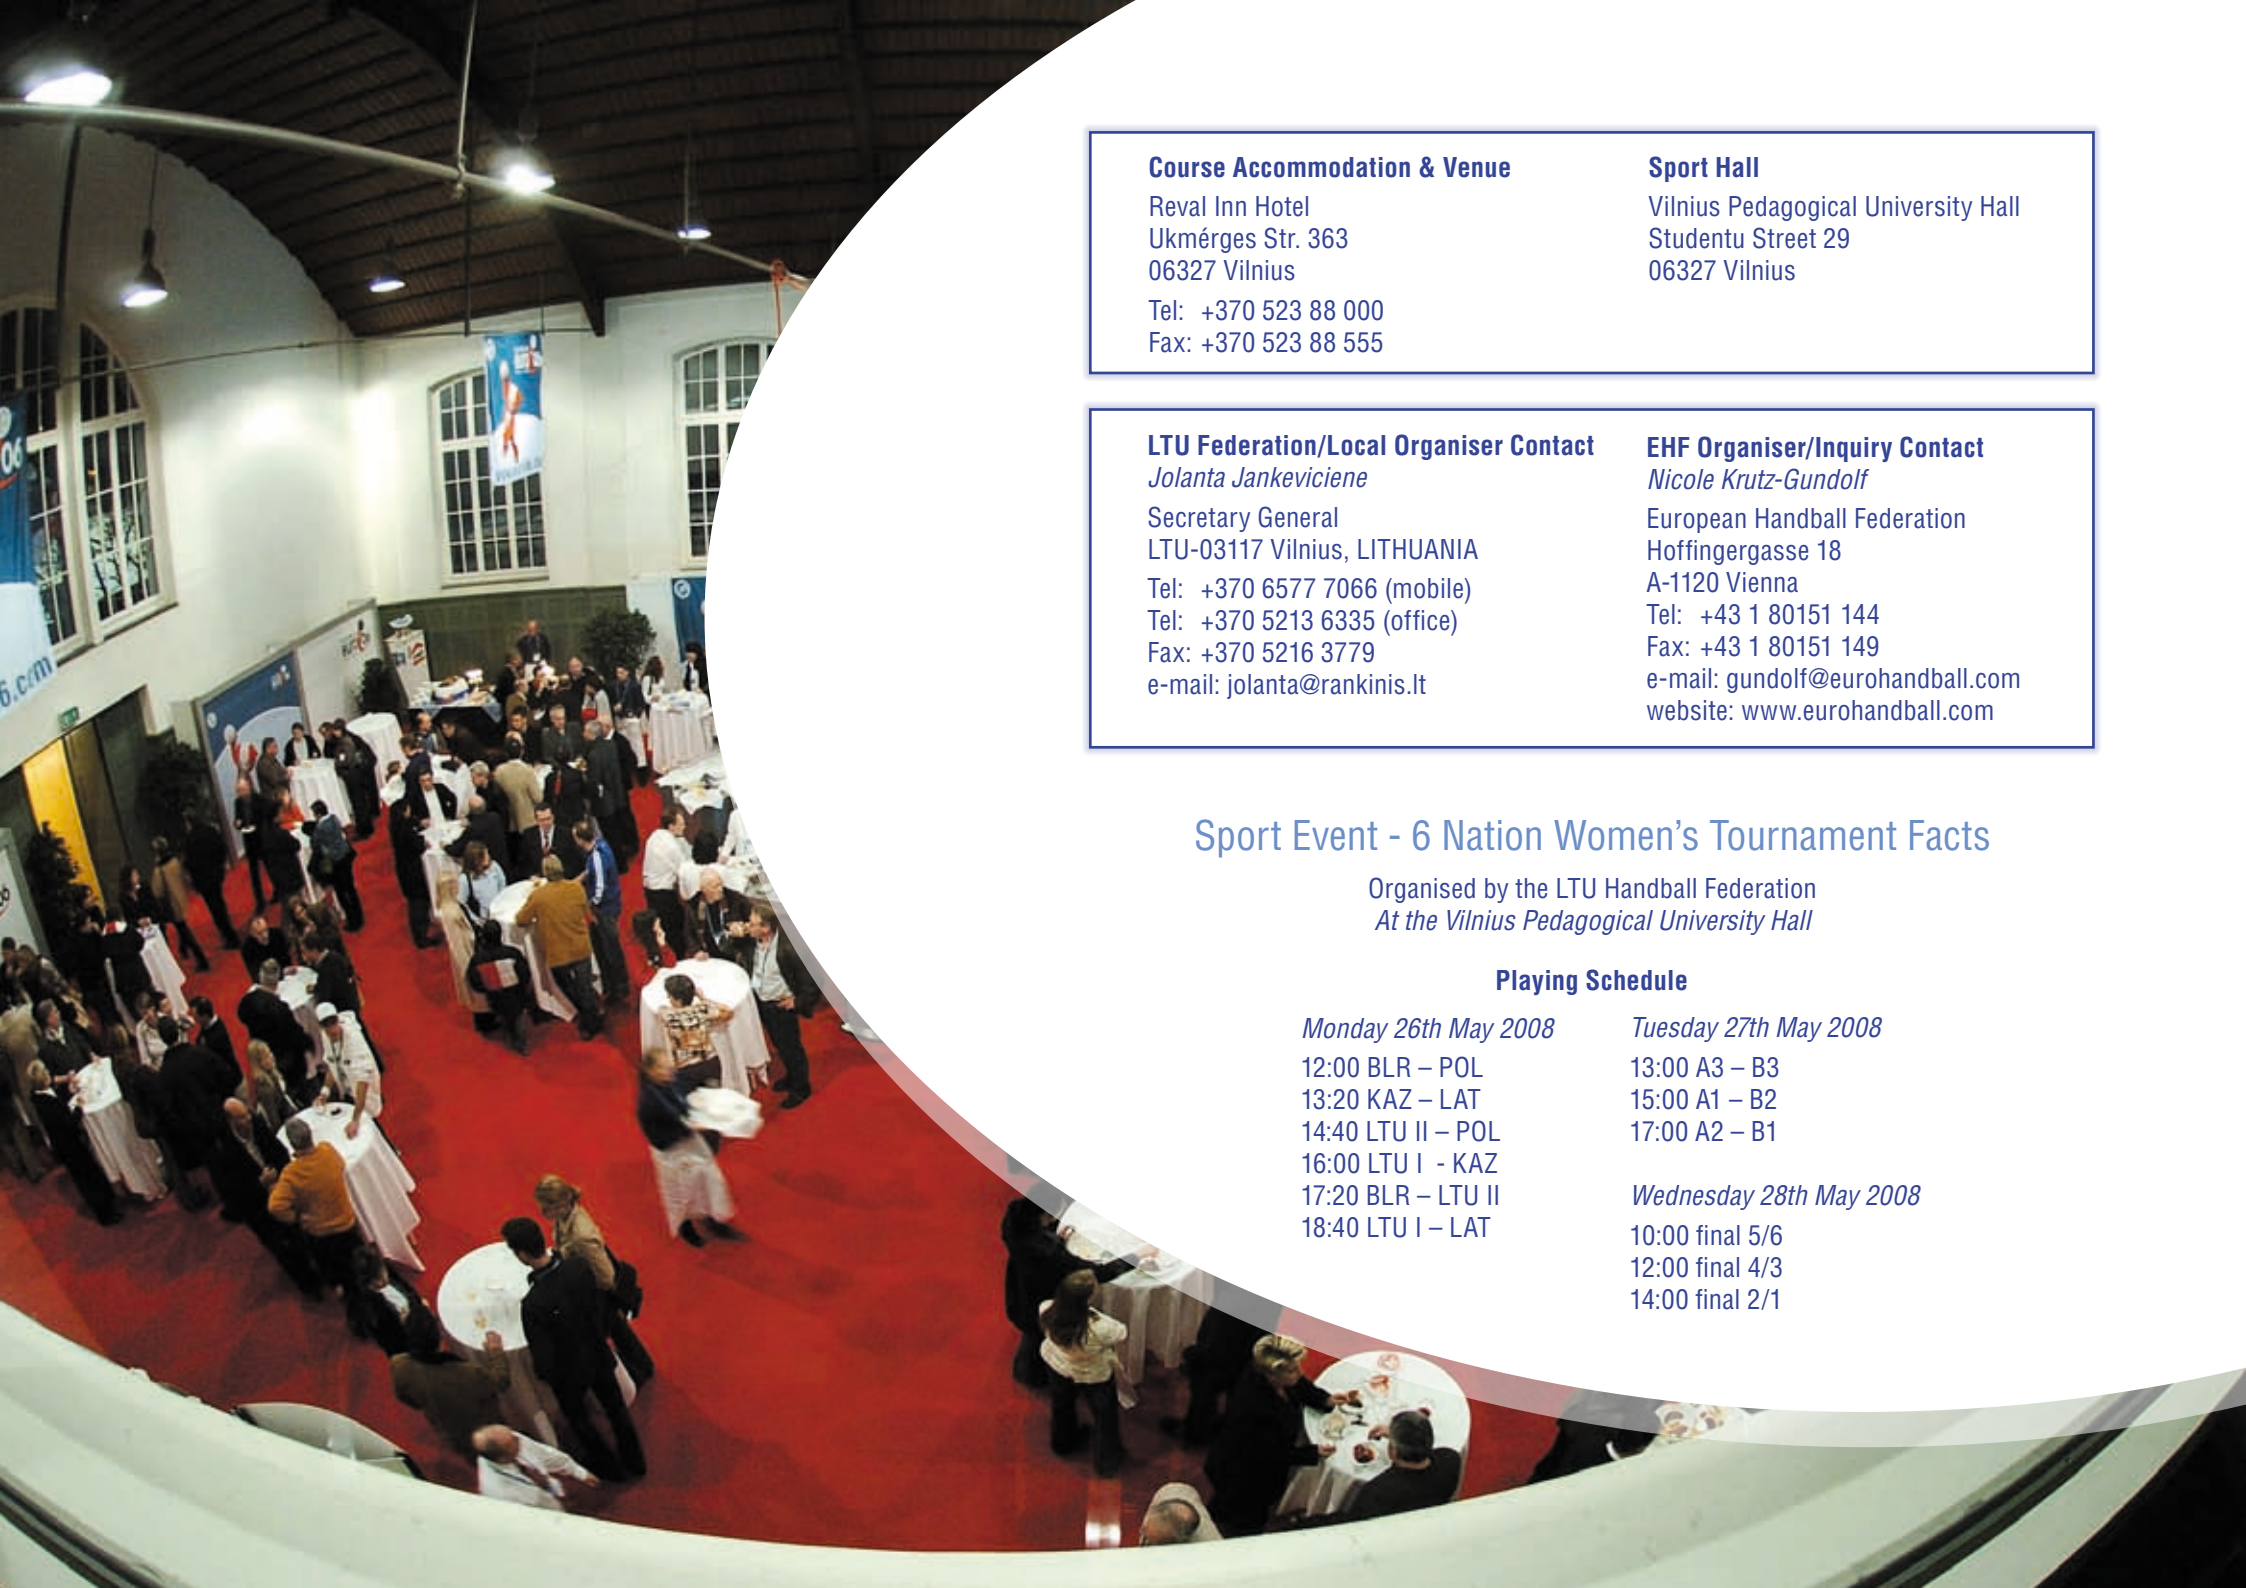 Course Accommodation & Venue
Reval Inn Hotel
Ukmérges Str. 363
06327 Vilnius
Tel: +370 523 88 000
Fax: +370 523 88 555
Sport Hall
Vilnius Pedagogical University Hall
Studentu Street 29
06327 Vilnius
LTU Federation/Local Organiser Contact
Jolanta Jankeviciene
Secretary General
LTU-03117 Vilnius, LITHUANIA
Tel: +370 6577 7066 (mobile)
Tel: +370 5213 6335 (office)
Fax: +370 5216 3779
e-mail: jolanta@rankinis.lt
EHF Organiser/Inquiry Contact
Nicole Krutz-Gundolf
European Handball Federation
Hoffingergasse 18
A-1120 Vienna
Tel: +43 1 80151 144
Fax: +43 1 80151 149
e-mail: gundolf@eurohandball.com
website: www.eurohandball.com
Sport Event - 6 Nation Women's Tournament Facts
Organised by the LTU Handball Federation
At the Vilnius Pedagogical University Hall
Playing Schedule
Monday 26th May 2008
12:00 BLR – POL
13:20 KAZ – LAT
14:40 LTU II – POL
16:00 LTU I - KAZ
17:20 BLR – LTU II
18:40 LTU I – LAT
Tuesday 27th May 2008
13:00 A3 – B3
15:00 A1 – B2
17:00 A2 – B1
Wednesday 28th May 2008
10:00 final 5/6
12:00 final 4/3
14:00 final 2/1
06
6.com